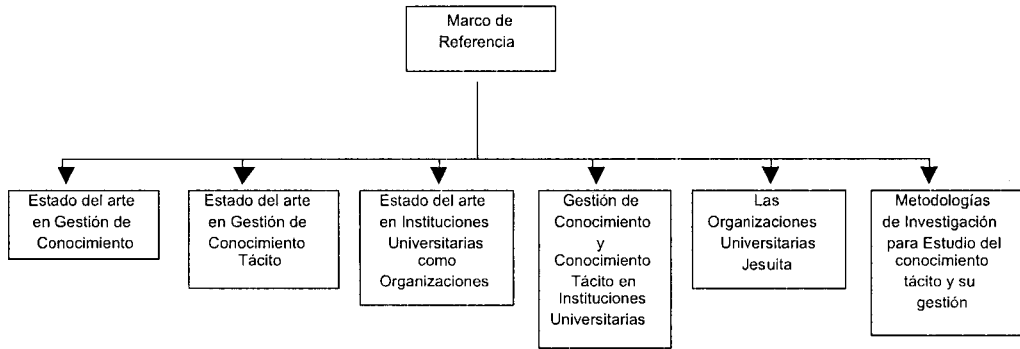 Marco de
Referencia
Estado del arte
en Gestión de
Conocimiento
Estado del arte
en Gestión de
Conocimiento
Tácito
Estado del arte
en Instituciones
Universitarias
como
Organizaciones
Gestión de
Conocimiento
y
Conocimiento
Tácito en
Instituciones
Universitarias
Las
Organizaciones
Universitarias
Jesuita
Metodologías
de Investigación
para Estudio del
conocimiento
tácito y su
gestión